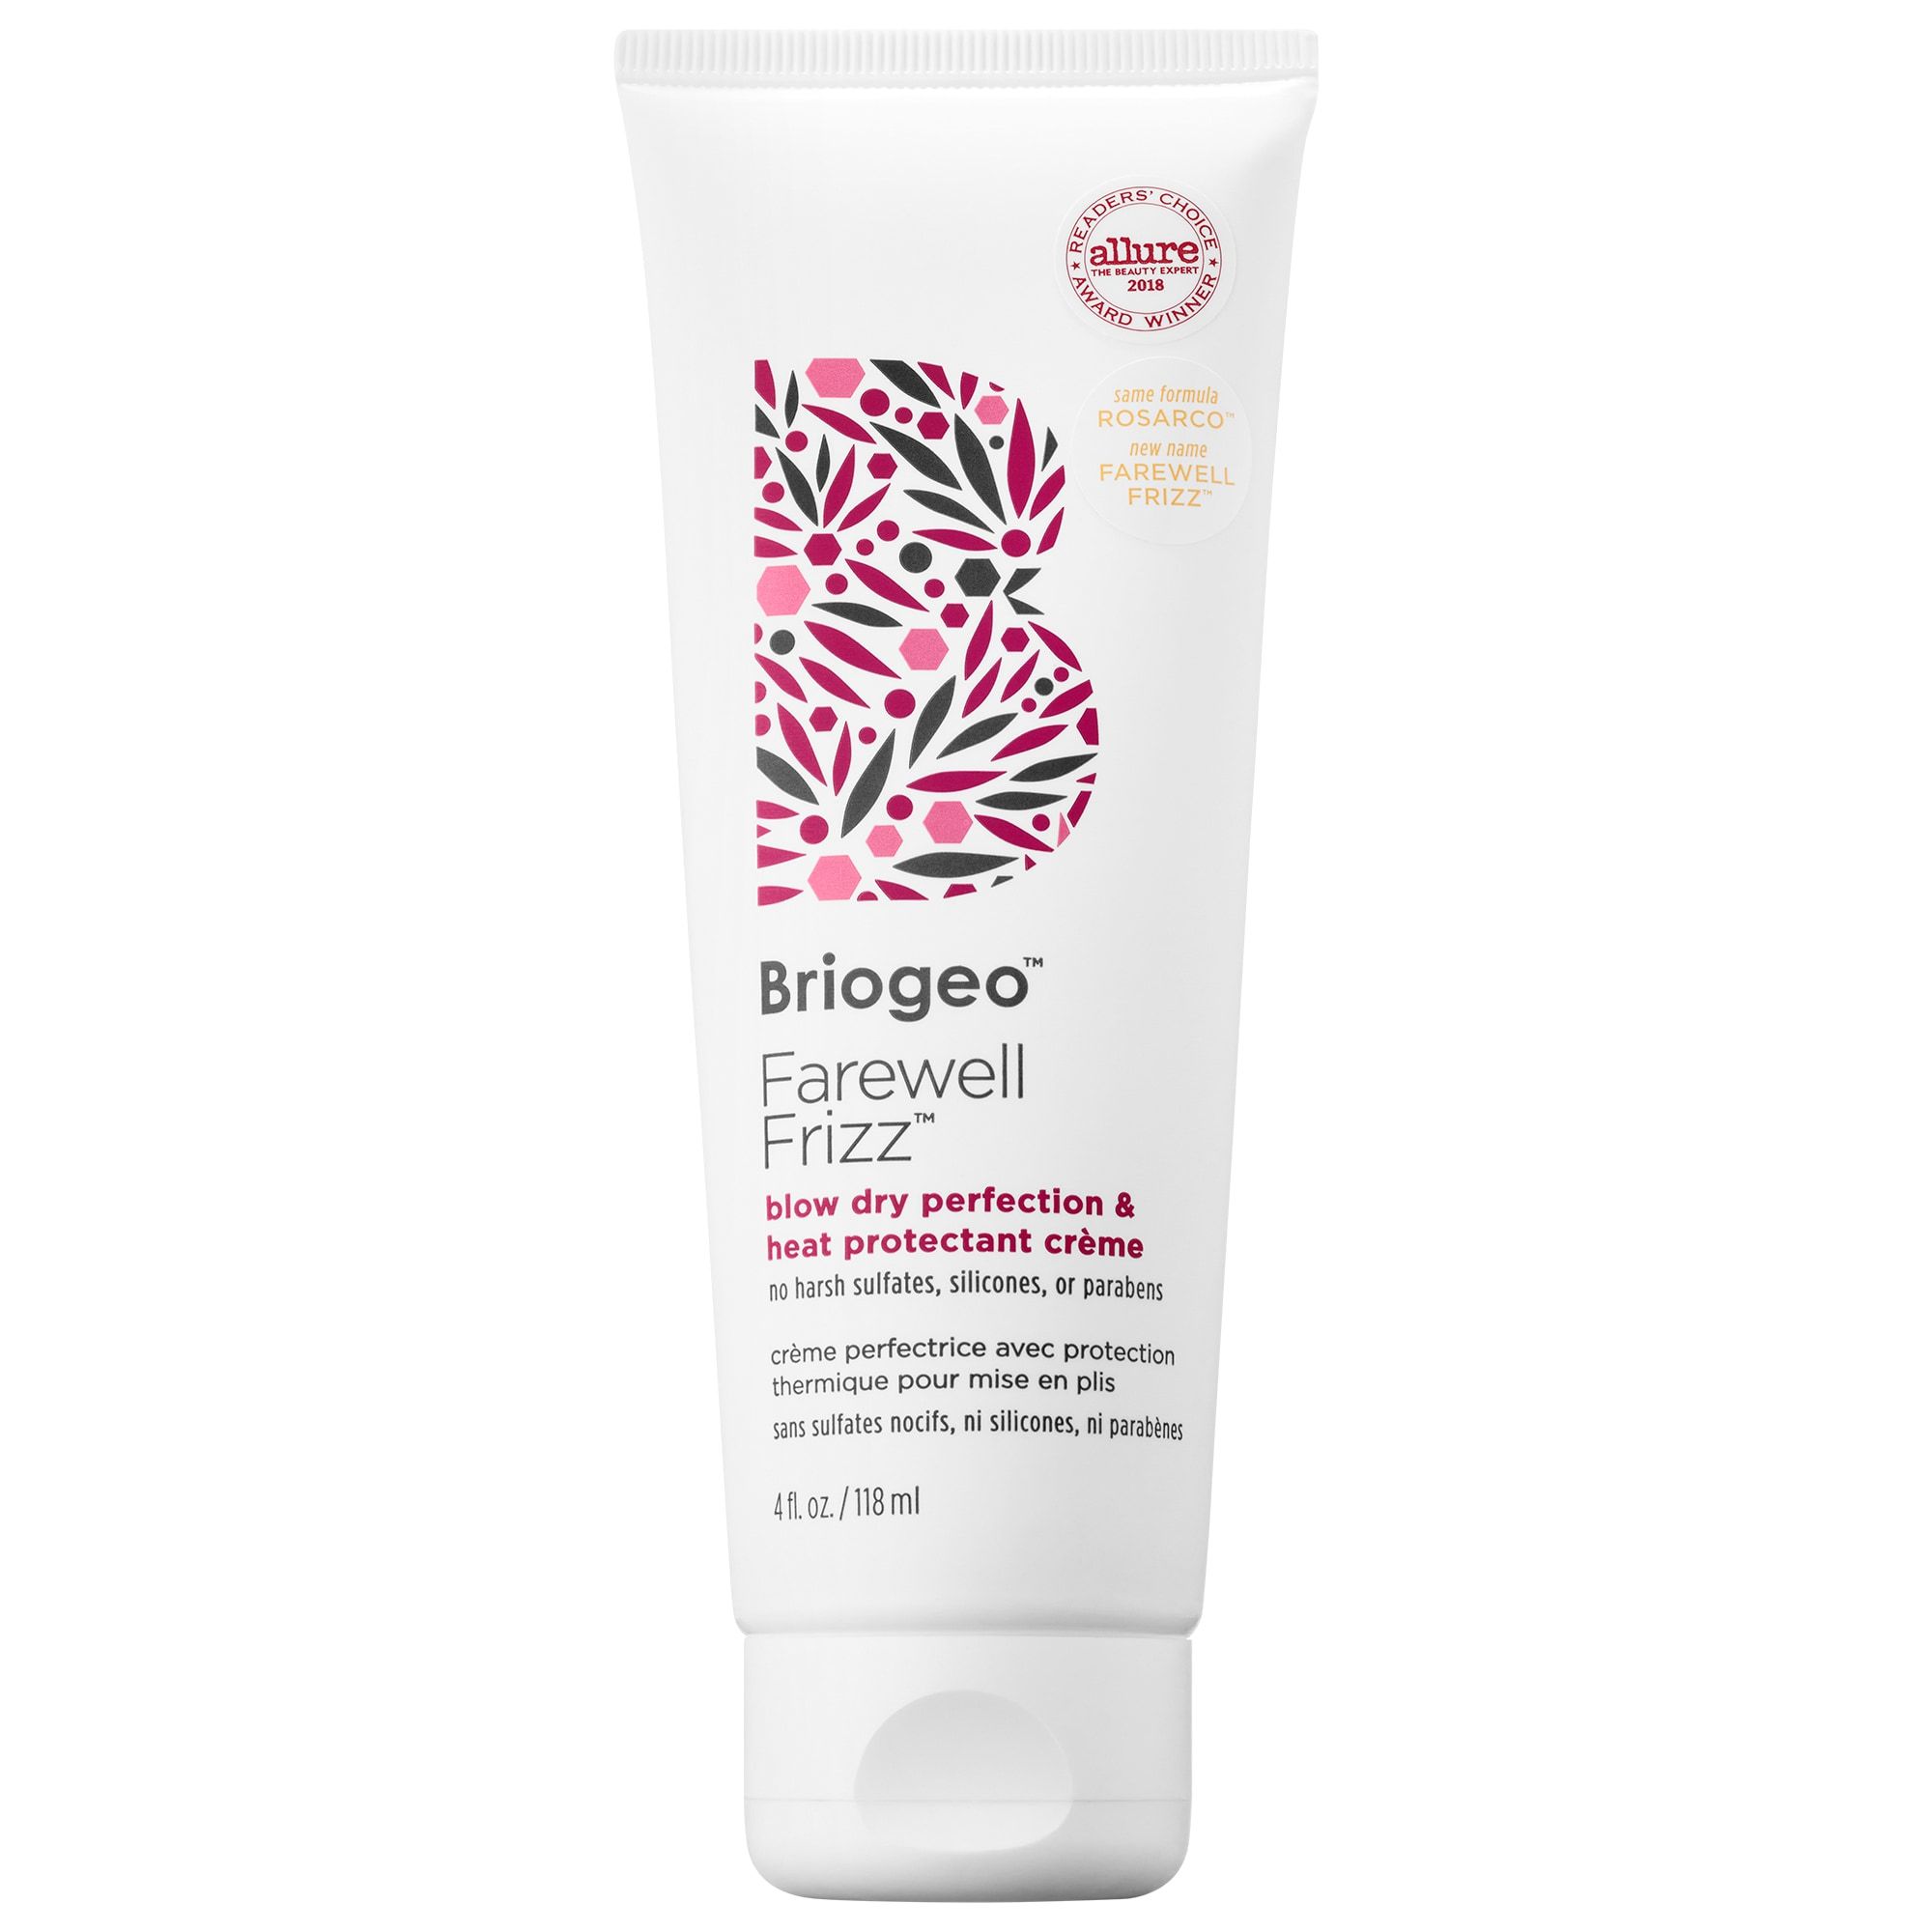 READERS' CHOICE
allure
THE BEAUTY EXPERT
2018
★ AWARD WINNER ★
same formula
ROSARCO™
new name
FAREWELL
FRIZZ™
B
Briogeo™
Farewell
Frizz™
blow dry perfection &
heat protectant crème
no harsh sulfates, silicones, or parabens
crème perfectrice avec protection
thermique pour mise en plis
sans sulfates nocifs, ni silicones, ni parabènes
4 fl. oz. / 118 ml